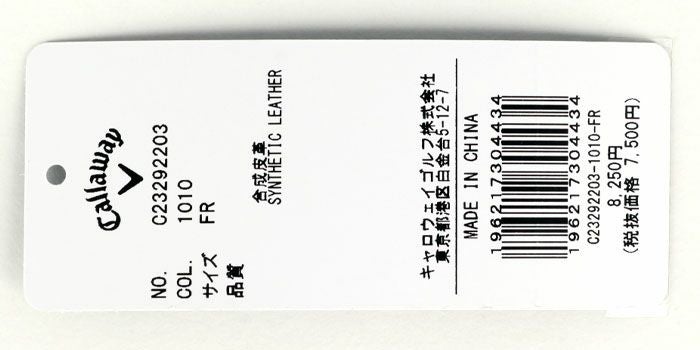 Callaway
NO. C23292203
COL. 1010
サイズ FR
品質
合成皮革
SYNTHETIC LEATHER
キャロウェイゴルフ株式会社
東京都港区白金台5-12-7
MADE IN CHINA
196217304434
196217304434
C23292203-1010-FR
8,250円
(税抜価格 7,500円)